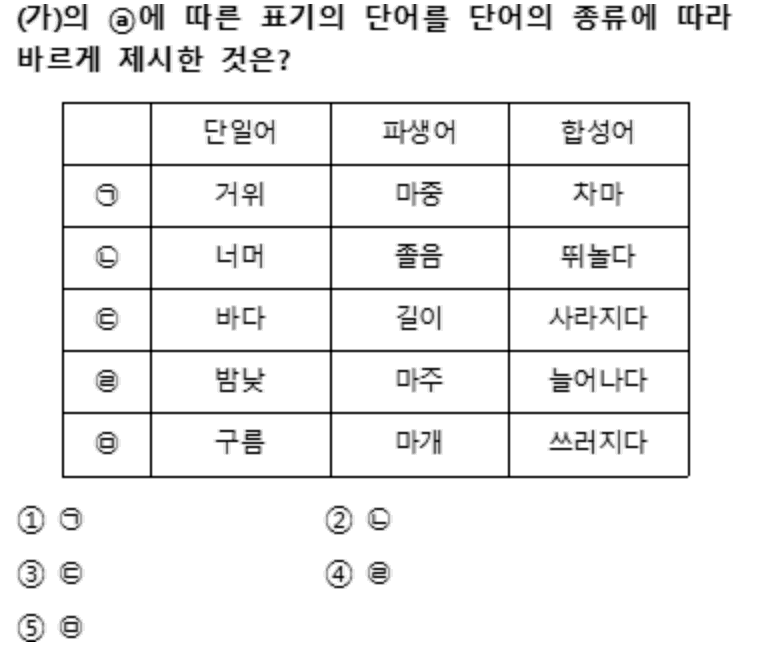 (가)의 ⓐ에 따른 표기의 단어를 단어의 종류에 따라
바르게 제시한 것은?
단일어 파생어 합성어
㉠ 거위 마중 차마
㉡ 너머 졸음 뛰놀다
㉢ 바다 길이 사라지다
㉣ 밤낮 마주 늘어나다
㉤ 구름 마개 쓰러지다
① ㉠ ② ㉡
③ ㉢ ④ ㉣
⑤ ㉤